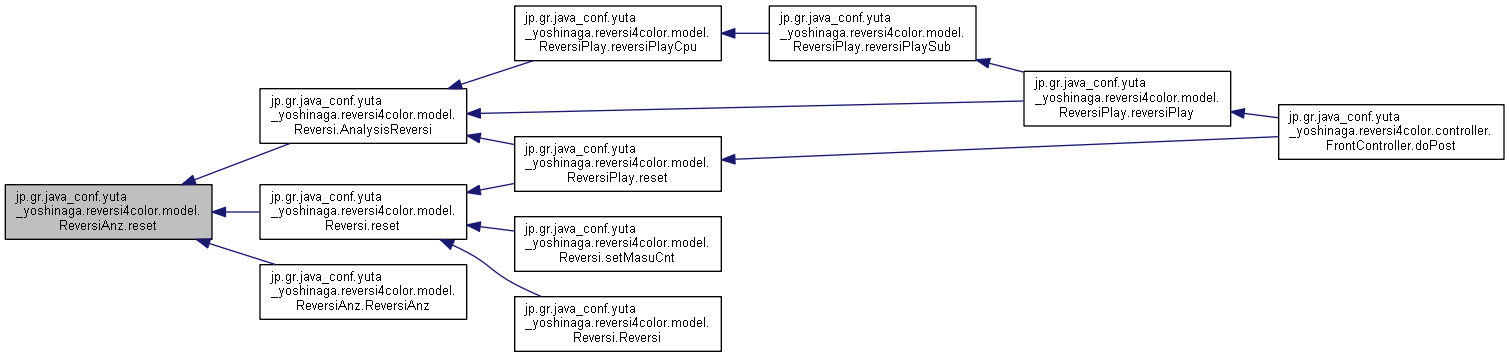 jp.gr.java_conf.yuta
_yoshinaga.reversi4color.model.
ReversiPlay.reversiPlayCpu
jp.gr.java_conf.yuta
_yoshinaga.reversi4color.model.
ReversiPlay.reversiPlaySub
jp.gr.java_conf.yuta
_yoshinaga.reversi4color.model.
ReversiPlay.reversiPlay
jp.gr.java_conf.yuta
_yoshinaga.reversi4color.model.
Reversi.AnalysisReversi
jp.gr.java_conf.yuta
_yoshinaga.reversi4color.controller.
FrontController.doPost
jp.gr.java_conf.yuta
_yoshinaga.reversi4color.model.
ReversiPlay.reset
jp.gr.java_conf.yuta
_yoshinaga.reversi4color.model.
ReversiAnz.reset
jp.gr.java_conf.yuta
_yoshinaga.reversi4color.model.
Reversi.reset
jp.gr.java_conf.yuta
_yoshinaga.reversi4color.model.
Reversi.setMasuCnt
jp.gr.java_conf.yuta
_yoshinaga.reversi4color.model.
ReversiAnz.ReversiAnz
jp.gr.java_conf.yuta
_yoshinaga.reversi4color.model.
Reversi.Reversi